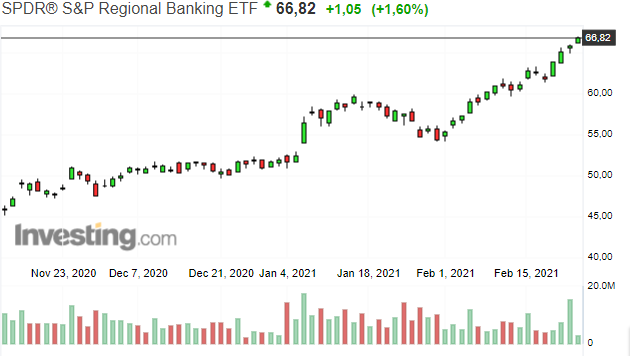 SPDR® S&P Regional Banking ETF 66,82 +1,05 (+1,60%)
66,82
60,00
55,00
50,00
45,00
Investing.com
40,00
Nov 23, 2020 Dec 7, 2020 Dec 21, 2020 Jan 4, 2021 Jan 18, 2021 Feb 1, 2021 Feb 15, 2021
20.0M
10.0M
0